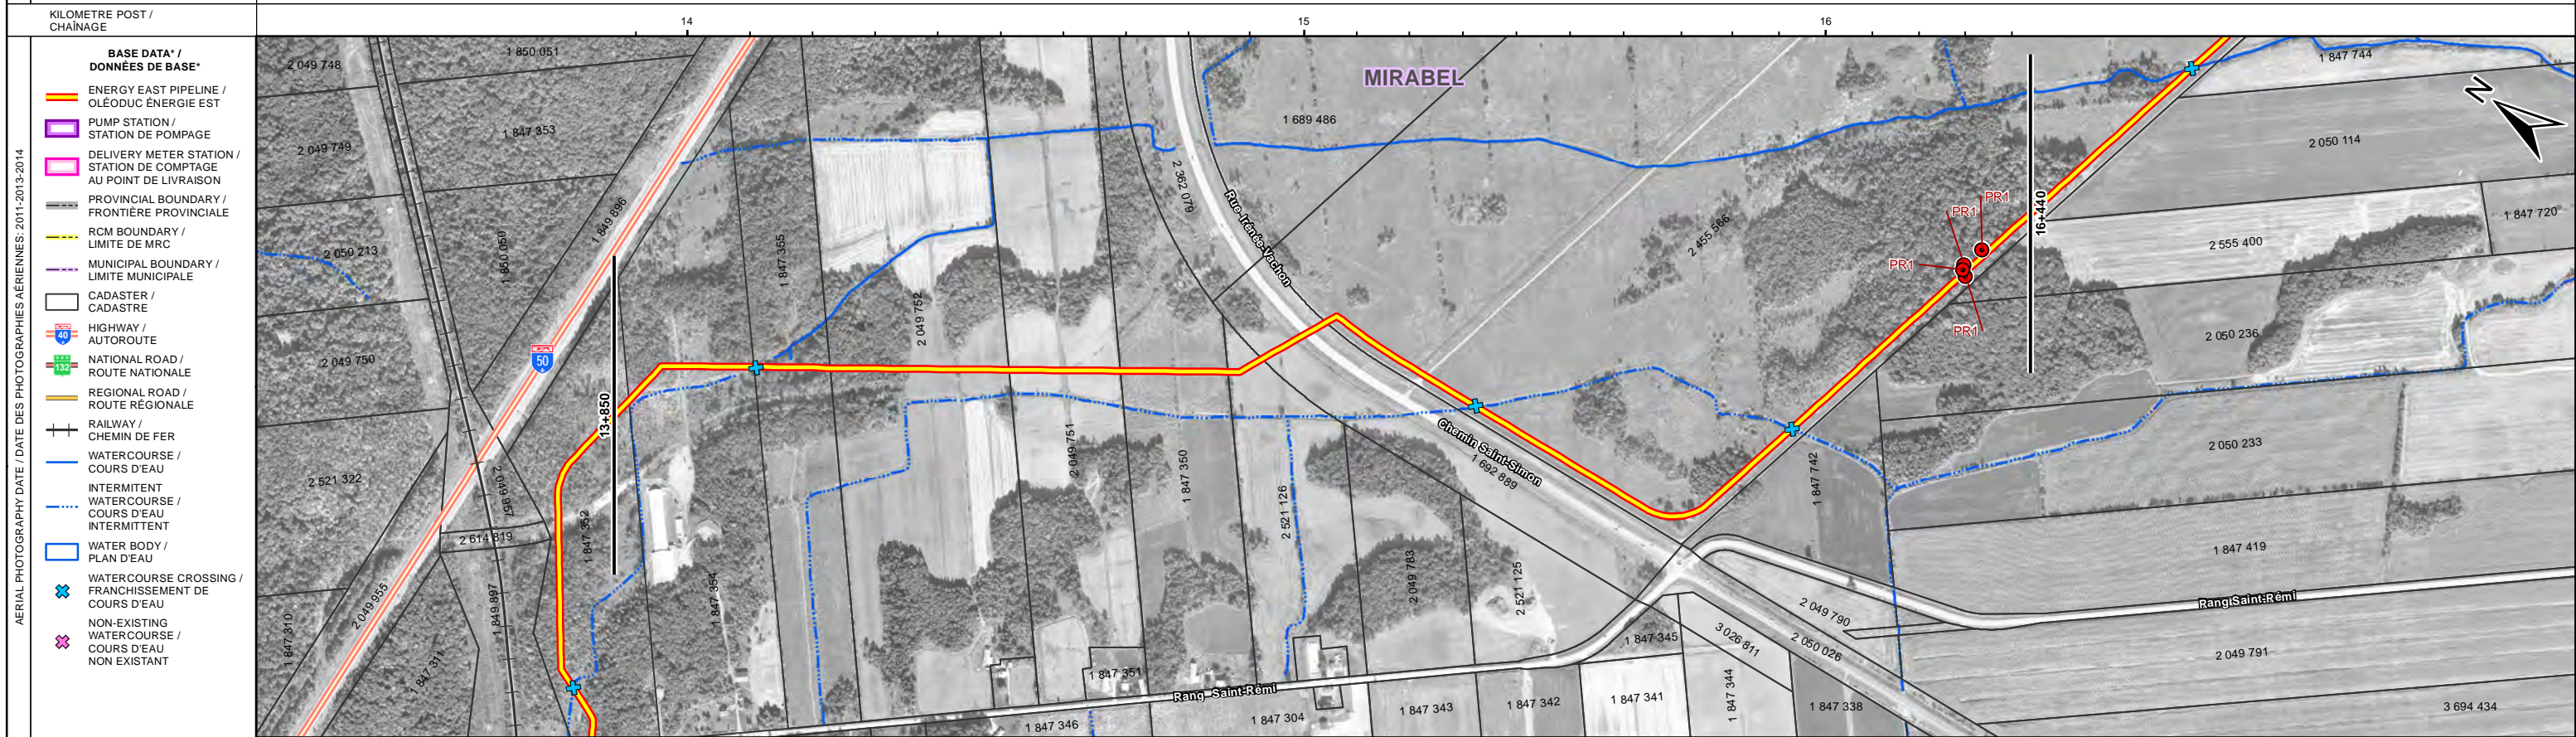 KILOMETRE POST /
CHAÎNAGE
14
15
16
AERIAL PHOTOGRAPHY DATE / DATE DES PHOTOGRAPHIES AÉRIENNES: 2011-2013-2014
BASE DATA* /
DONNÉES DE BASE*
ENERGY EAST PIPELINE /
OLÉODUC ÉNERGIE EST
PUMP STATION /
STATION DE POMPAGE
DELIVERY METER STATION /
STATION DE COMPTAGE
AU POINT DE LIVRAISON
PROVINCIAL BOUNDARY /
FRONTIÈRE PROVINCIALE
RCM BOUNDARY /
LIMITE DE MRC
MUNICIPAL BOUNDARY /
LIMITE MUNICIPALE
CADASTER /
CADASTRE
40
HIGHWAY /
AUTOROUTE
132
NATIONAL ROAD /
ROUTE NATIONALE
REGIONAL ROAD /
ROUTE RÉGIONALE
RAILWAY /
CHEMIN DE FER
WATERCOURSE /
COURS D'EAU
INTERMITENT
WATERCOURSE /
COURS D'EAU
INTERMITTENT
WATER BODY /
PLAN D'EAU
WATERCOURSE CROSSING /
FRANCHISSEMENT DE
COURS D'EAU
NON-EXISTING
WATERCOURSE /
COURS D'EAU
NON EXISTANT
2 049 748
1 850 051
2 049 749
1 847 353
2 050 213
1 850 050
1 849 896
2 049 750
50
13+850
2 521 322
2 049 957
2 614 819
1 847 352
2 049 955
1 849 897
1 847 310
1 847 311
1 847 354
1 847 355
2 049 752
2 049 751
1 847 350
2 521 126
2 362 079
Rue Irénée-Vachon
MIRABEL
1 689 486
2 455 566
Chemin Saint-Simon
1 692 889
2 049 783
2 521 125
1 847 351
Rang Saint-Rémi
1 847 346
1 847 304
1 847 343
1 847 342
1 847 341
1 847 345
1 847 344
3 026 811
2 050 026
2 049 790
1 847 338
1 847 742
PR1
PR1
PR1
PR1
16+440
N
1 847 744
2 050 114
1 847 720
2 555 400
2 050 236
2 050 233
1 847 419
Rang Saint-Rémi
2 049 791
3 694 434